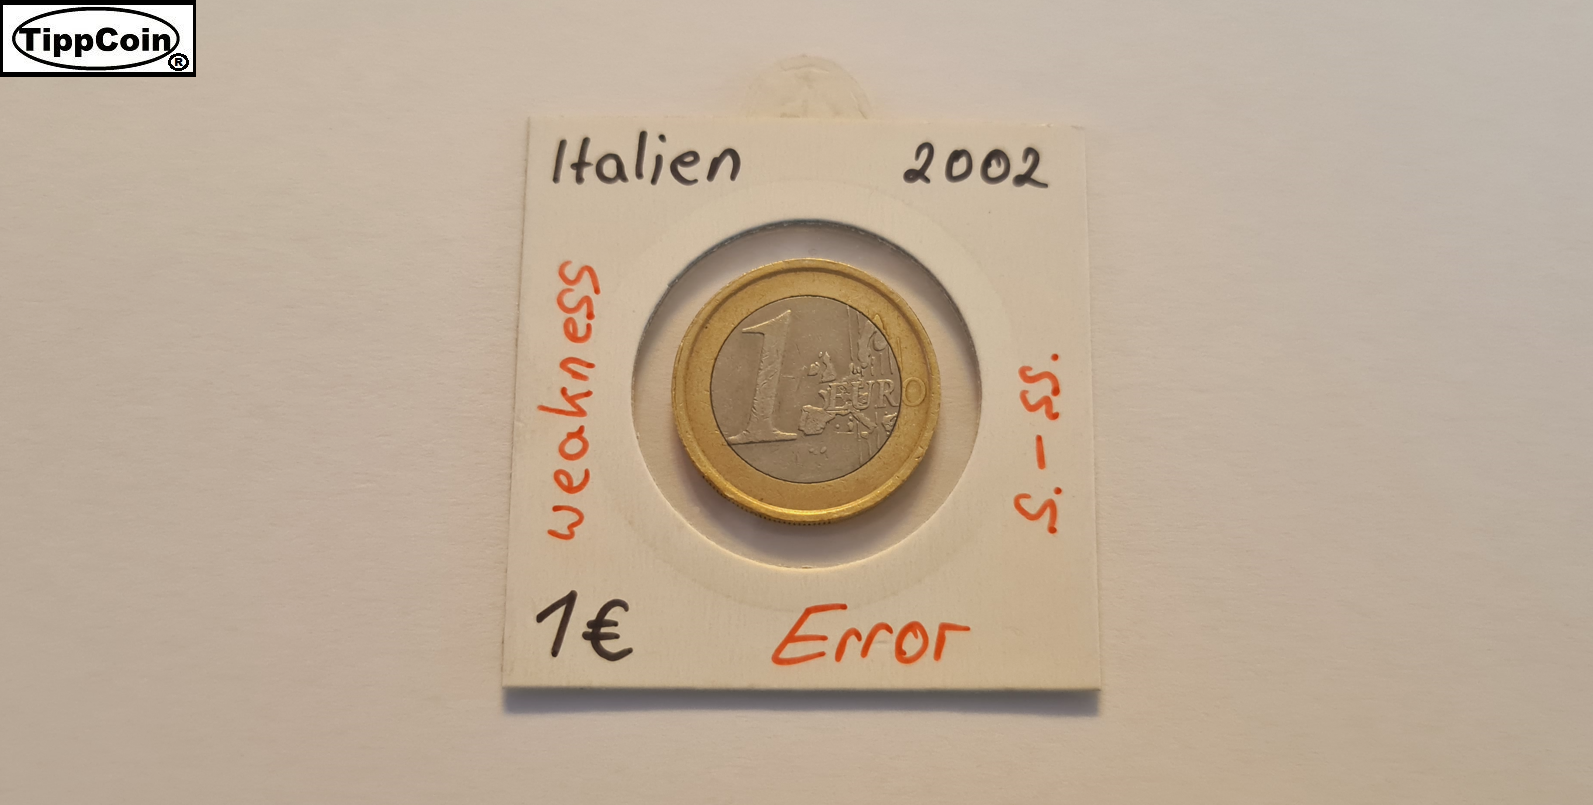 TippCoin
®
Italien 2002
weakness
1 EURO
s.-ss.
1€ Error